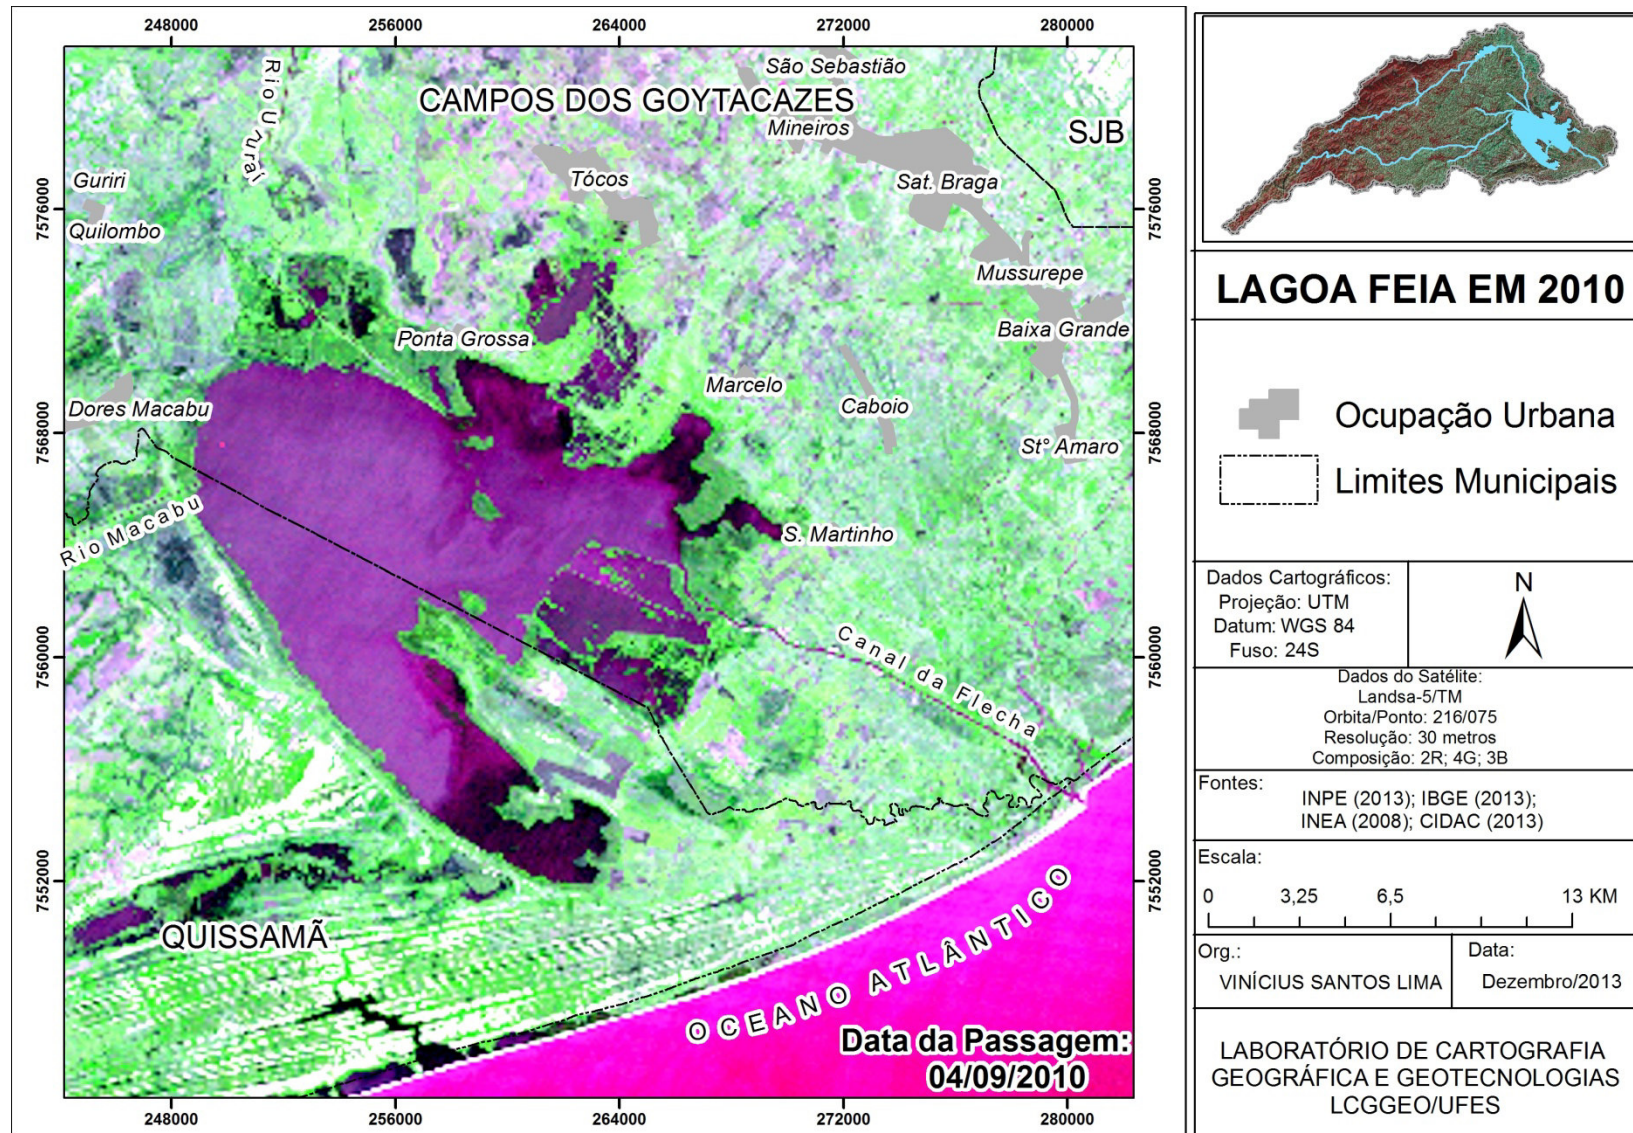 248000
256000
264000
272000
280000
São Sebastião
CAMPOS DOS GOYTACAZES
Mineiros
SJB
Rio Ururaí
Guriri
Tócos
Sat. Braga
7576000
7576000
Quilombo
Mussurepe
Baixa Grande
Ponta Grossa
Marcelo
Caboio
Dores Macabu
7568000
7568000
St° Amaro
Rio Macabu
S. Martinho
Canal da Flecha
7560000
7560000
7552000
7552000
QUISSAMÃ
OCEANO ATLÂNTICO
Data da Passagem:
04/09/2010
248000
256000
264000
272000
280000
LAGOA FEIA EM 2010
Ocupação Urbana
Limites Municipais
Dados Cartográficos:
Projeção: UTM
Datum: WGS 84
Fuso: 24S
N
Dados do Satélite:
Landsa-5/TM
Orbita/Ponto: 216/075
Resolução: 30 metros
Composição: 2R; 4G; 3B
Fontes:
INPE (2013); IBGE (2013);
INEA (2008); CIDAC (2013)
Escala:
0 3,25 6,5 13 KM
Org.:
VINÍCIUS SANTOS LIMA
Data:
Dezembro/2013
LABORATÓRIO DE CARTOGRAFIA
GEOGRÁFICA E GEOTECNOLOGIAS
LCGGEO/UFES